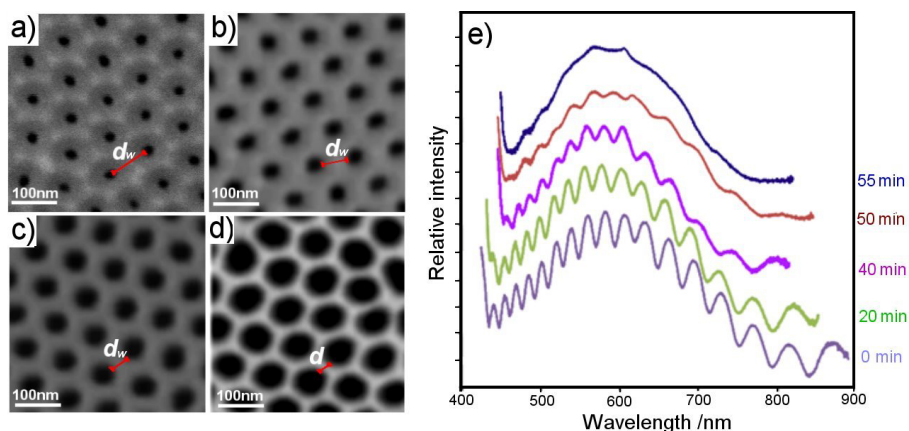 a)
dw
100nm
b)
dw
100nm
c)
dw
100nm
d)
d
100nm
e)
Relative intensity
55 min
50 min
40 min
20 min
0 min
400 500 600 700 800 900
Wavelength /nm